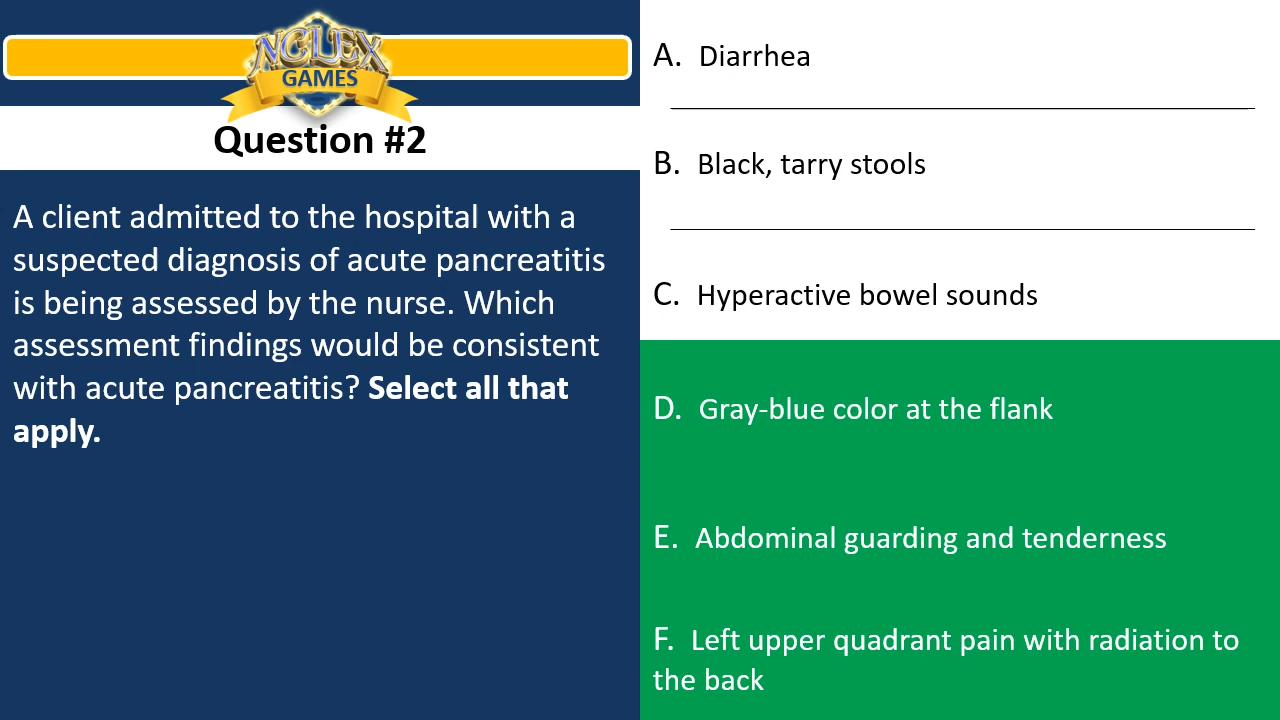 NCLEX
GAMES
Question #2
A client admitted to the hospital with a
suspected diagnosis of acute pancreatitis
is being assessed by the nurse. Which
assessment findings would be consistent
with acute pancreatitis? Select all that
apply.
A. Diarrhea
B. Black, tarry stools
C. Hyperactive bowel sounds
D. Gray-blue color at the flank
E. Abdominal guarding and tenderness
F. Left upper quadrant pain with radiation to
the back